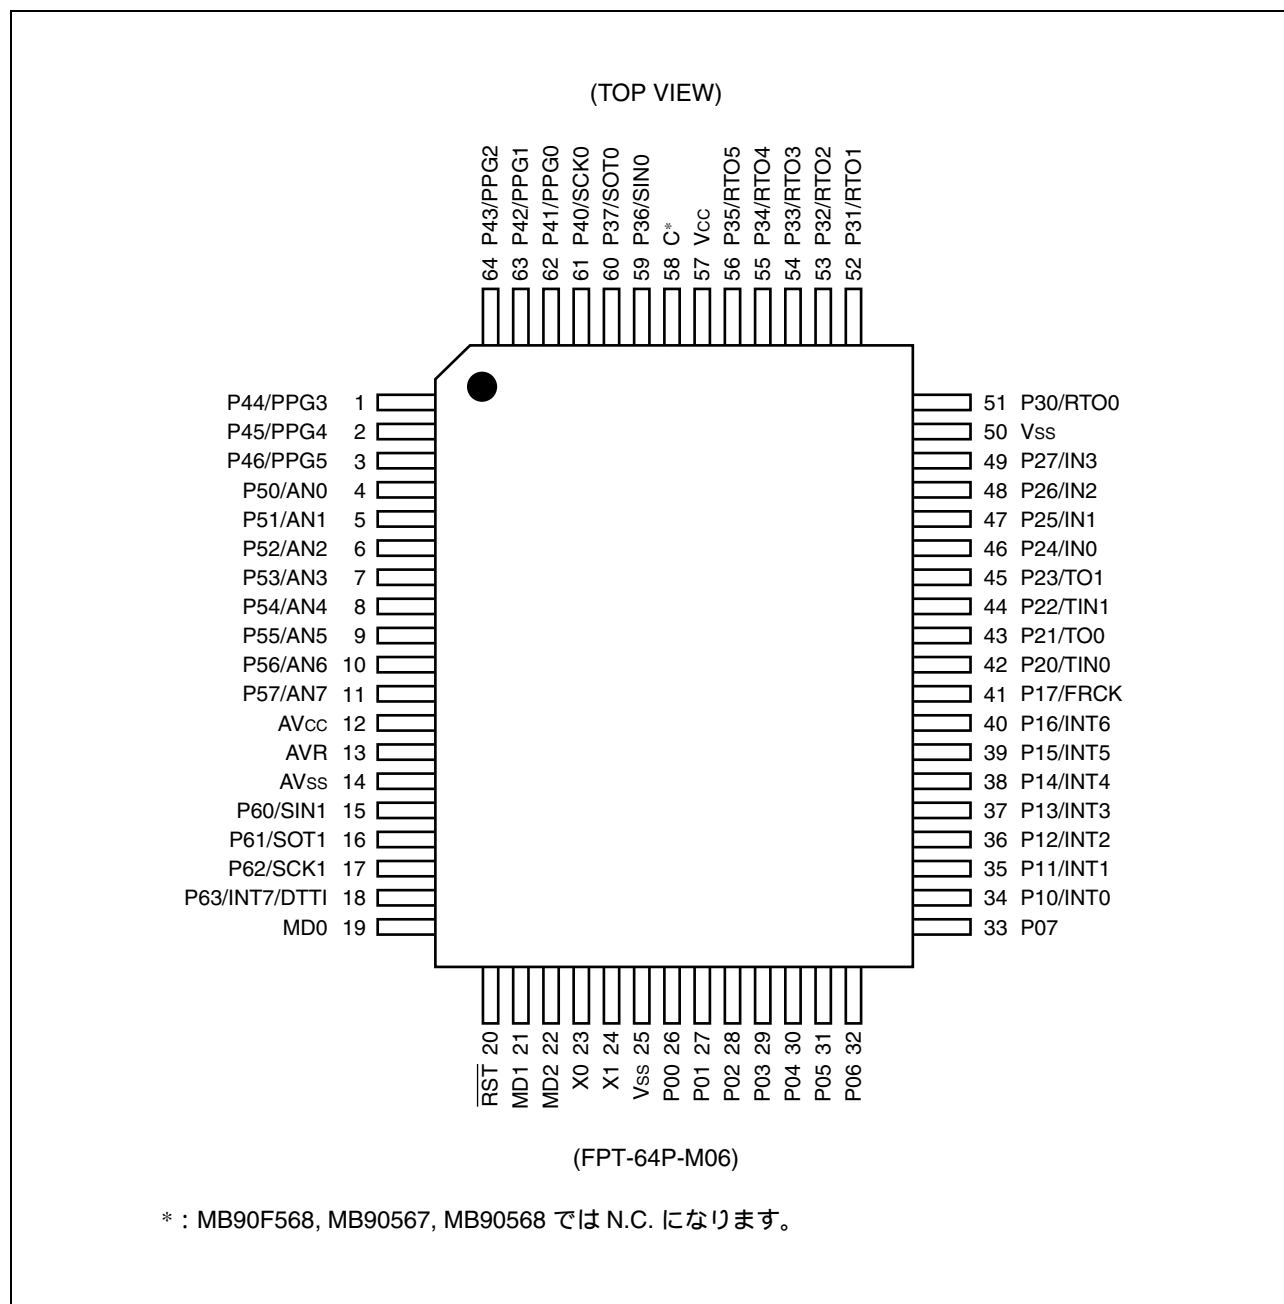 (TOP VIEW)
64 P43/PPG2
63 P42/PPG1
62 P41/PPG0
61 P40/SCK0
60 P37/SOT0
59 P36/SIN0
58 C*
57 Vcc
56 P35/RTO5
55 P34/RTO4
54 P33/RTO3
53 P32/RTO2
52 P31/RTO1
P44/PPG3 1
P45/PPG4 2
P46/PPG5 3
P50/AN0 4
P51/AN1 5
P52/AN2 6
P53/AN3 7
P54/AN4 8
P55/AN5 9
P56/AN6 10
P57/AN7 11
AVcc 12
AVR 13
AVss 14
P60/SIN1 15
P61/SOT1 16
P62/SCK1 17
P63/INT7/DTTI 18
MD0 19
51 P30/RTO0
50 Vss
49 P27/IN3
48 P26/IN2
47 P25/IN1
46 P24/IN0
45 P23/TO1
44 P22/TIN1
43 P21/TO0
42 P20/TIN0
41 P17/FRCK
40 P16/INT6
39 P15/INT5
38 P14/INT4
37 P13/INT3
36 P12/INT2
35 P11/INT1
34 P10/INT0
33 P07
RST 20
MD1 21
MD2 22
X0 23
X1 24
Vss 25
P00 26
P01 27
P02 28
P03 29
P04 30
P05 31
P06 32
(FPT-64P-M06)
* : MB90F568, MB90567, MB90568 では N.C. になります。